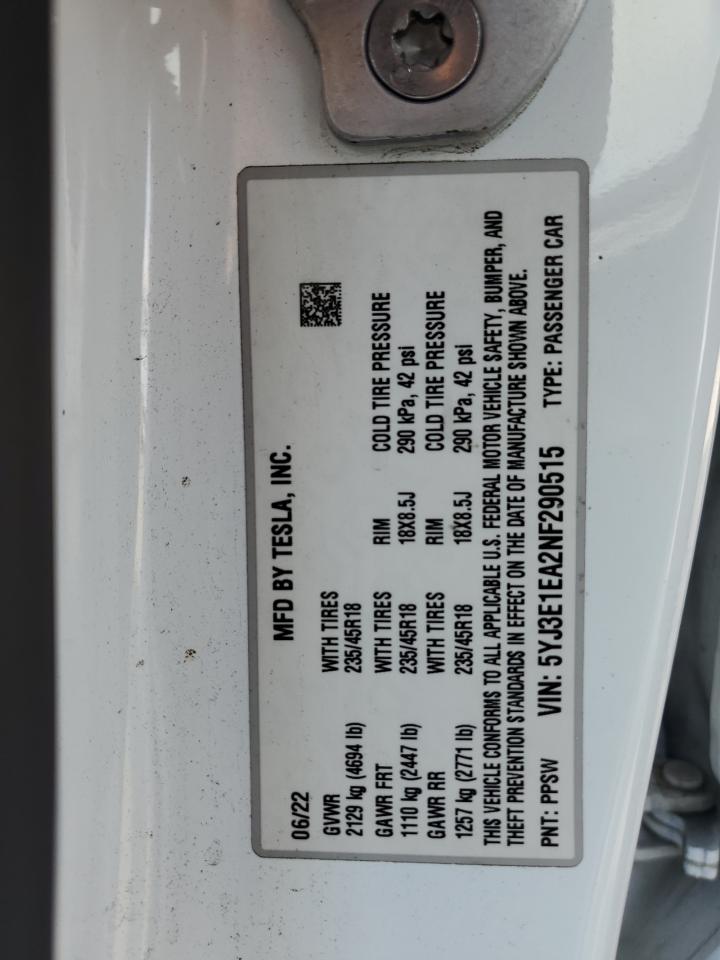 MFD BY TESLA, INC.
06/22
GVWR WITH TIRES
2129 kg (4694 lb) 235/45R18
GAWR FRT WITH TIRES RIM COLD TIRE PRESSURE
1110 kg (2447 lb) 235/45R18 18X8.5J 290 kPa, 42 psi
GAWR RR WITH TIRES RIM COLD TIRE PRESSURE
1257 kg (2771 lb) 235/45R18 18X8.5J 290 kPa, 42 psi
THIS VEHICLE CONFORMS TO ALL APPLICABLE U.S. FEDERAL MOTOR VEHICLE SAFETY, BUMPER, AND
THEFT PREVENTION STANDARDS IN EFFECT ON THE DATE OF MANUFACTURE SHOWN ABOVE.
PNT: PPSW VIN: 5YJ3E1EA2NF290515 TYPE: PASSENGER CAR